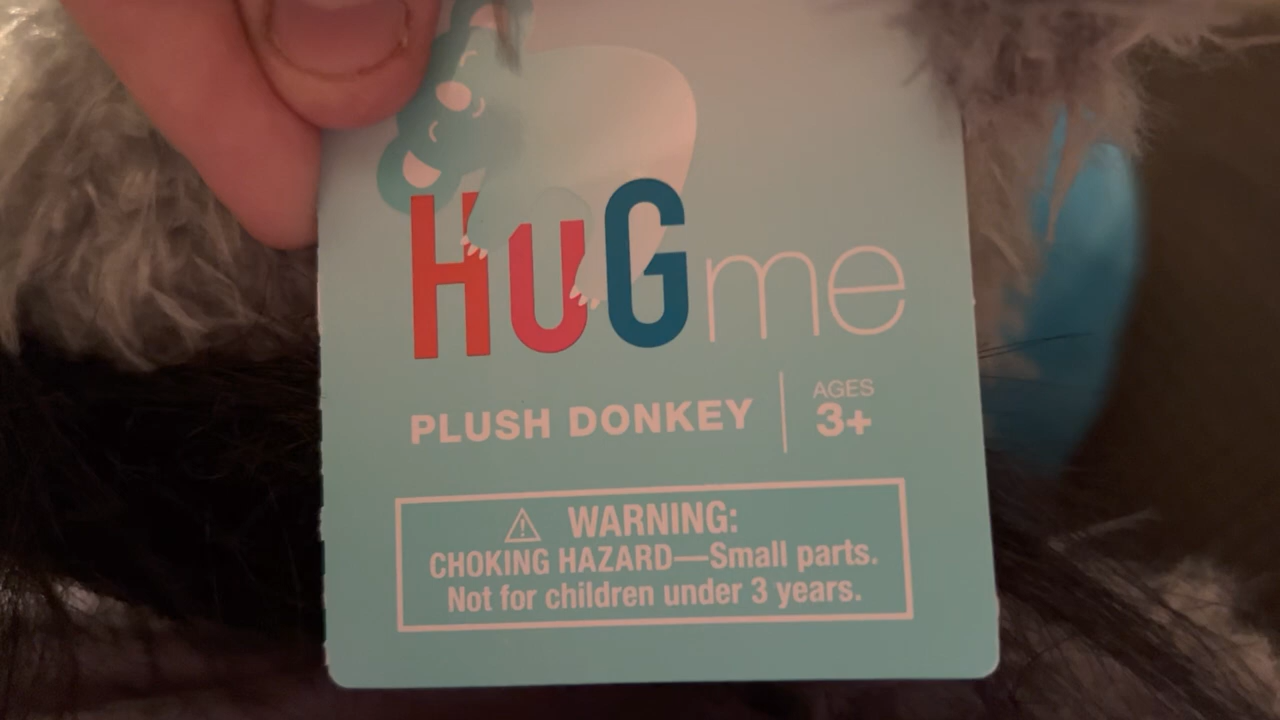 HuGme
PLUSH DONKEY
AGES
3+
WARNING:
CHOKING HAZARD—Small parts.
Not for children under 3 years.